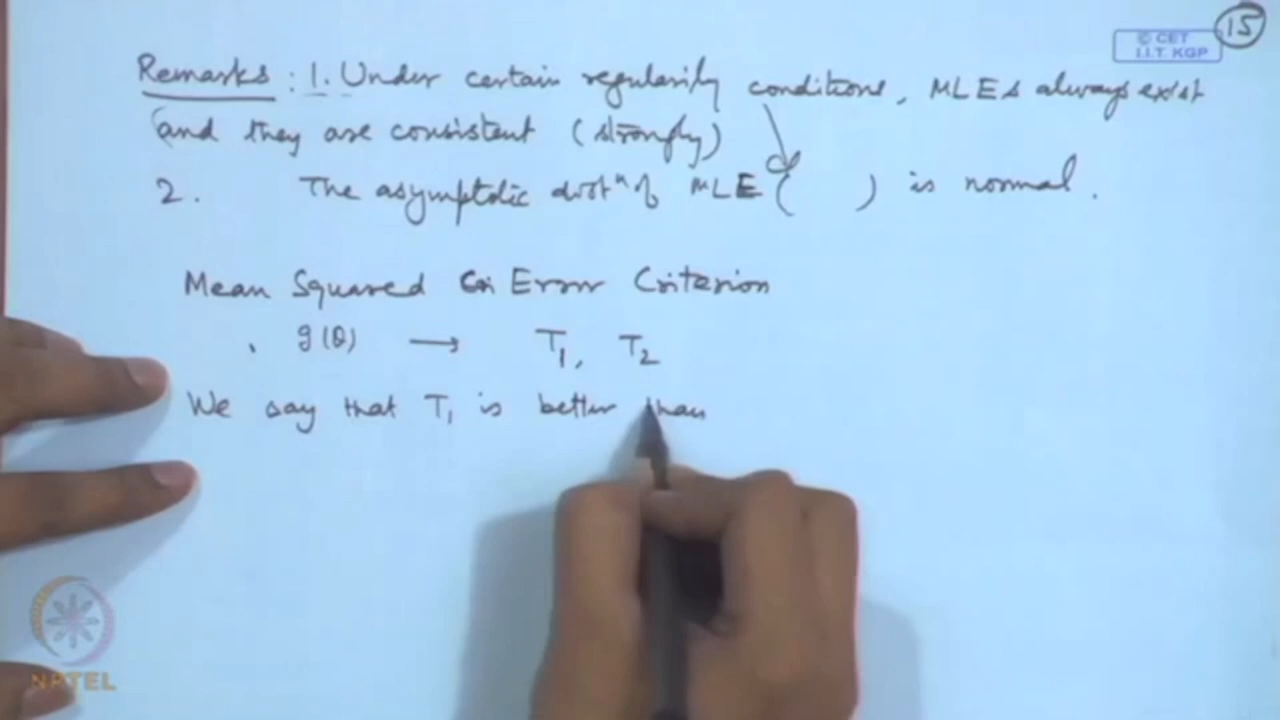 15
© CET
I.I.T. KGP
Remarks : 1. Under certain regularity conditions, MLEs always exist
(and they are consistent (strongly)
2. The asymptotic distⁿ of MLE ( ) is normal.
Mean Squared Error Criterion
g(θ) → T₁, T₂
We say that T₁ is better than
NPTEL